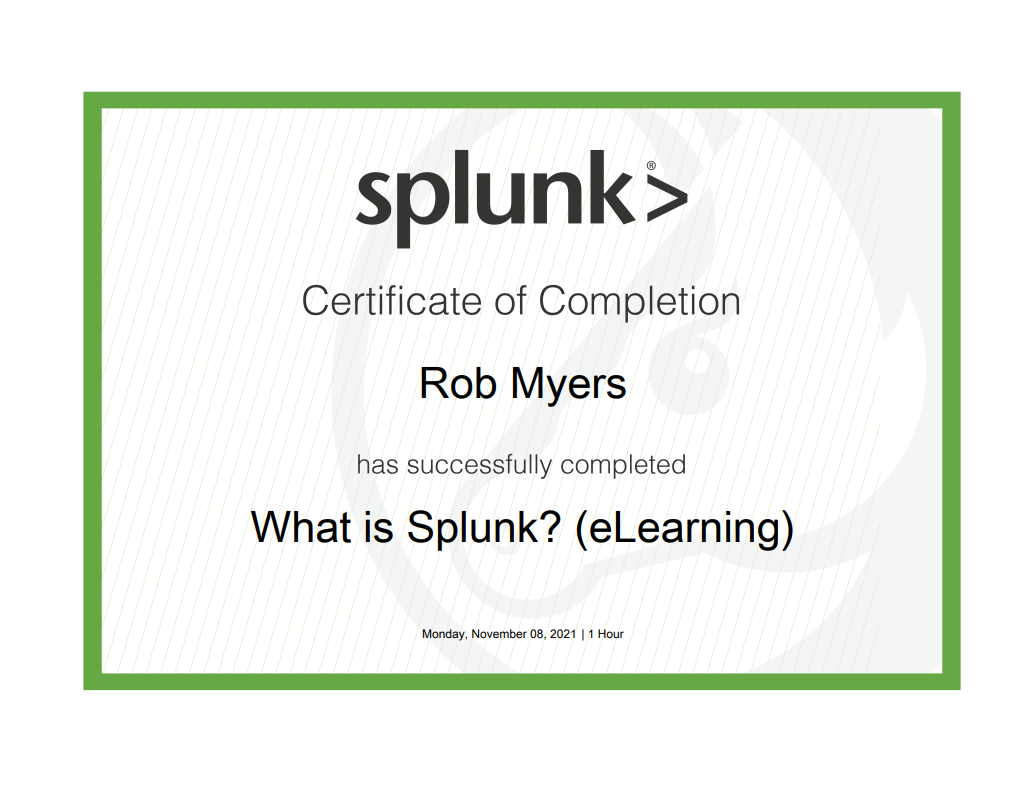 splunk>®
Certificate of Completion
Rob Myers
has successfully completed
What is Splunk? (eLearning)
Monday, November 08, 2021 | 1 Hour